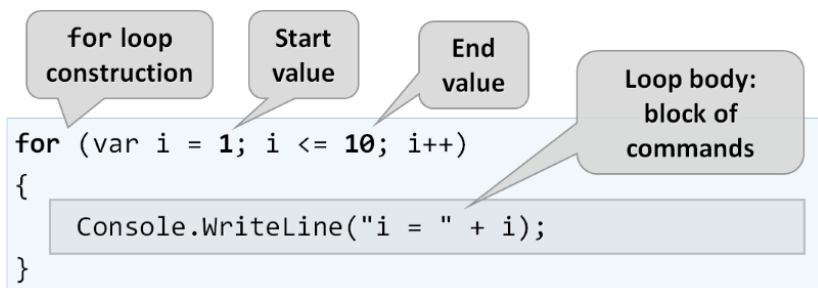 for loop
construction
Start
value
End
value
Loop body:
block of
commands
for (var i = 1; i <= 10; i++)
{
Console.WriteLine("i = " + i);
}